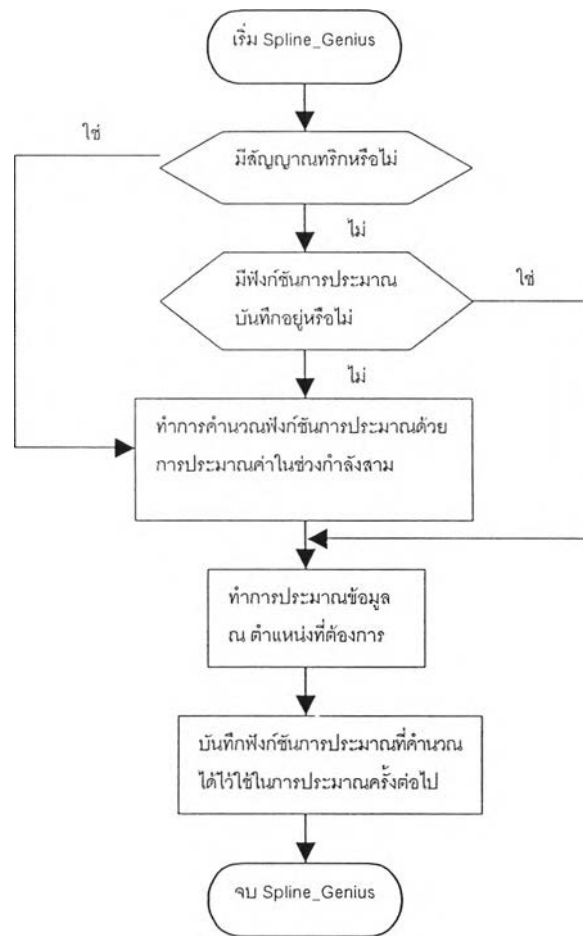 เริ่ม Spline_Genius
ใช่
มีสัญญาณทริกหรือไม่
ไม่
มีฟังก์ชันการประมาณ
บันทึกอยู่หรือไม่
ใช่
ไม่
ทำการคำนวณฟังก์ชันการประมาณด้วย
การประมาณค่าในช่วงกำลังสาม
ทำการประมาณข้อมูล
ณ ตำแหน่งที่ต้องการ
บันทึกฟังก์ชันการประมาณที่คำนวณ
ได้ไว้ใช้ในการประมาณครั้งต่อไป
จบ Spline_Genius